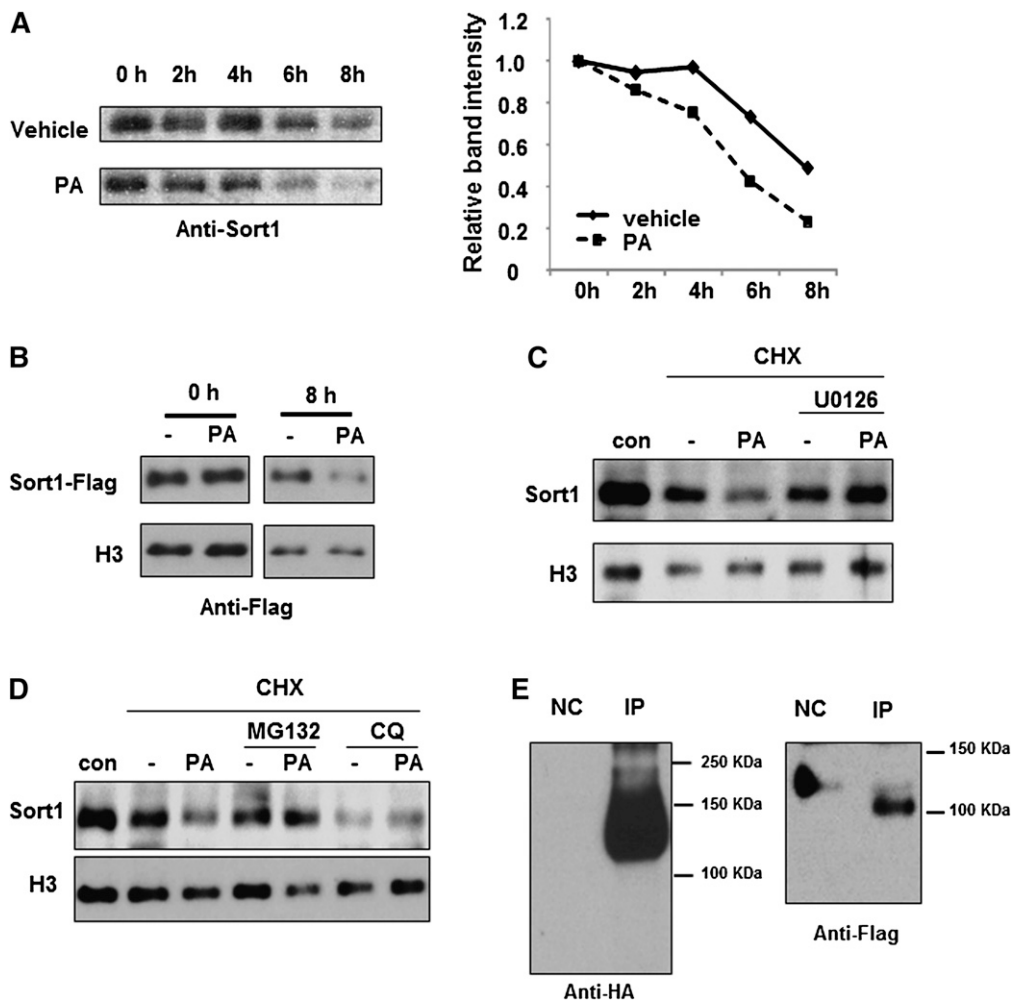 A
0 h 2h 4h 6h 8h
Vehicle
PA
Anti-Sort1
Relative band intensity
1.2
1.0
0.8
0.6
0.4
0.2
0
vehicle
PA
0h 2h 4h 6h 8h
B
0 h 8 h
- PA - PA
Sort1-Flag
H3
Anti-Flag
C
CHX
U0126
con - PA - PA
Sort1
H3
D
CHX
MG132 CQ
con - PA - PA - PA
Sort1
H3
E
NC IP
250 KDa
150 KDa
100 KDa
Anti-HA
NC IP
150 KDa
100 KDa
Anti-Flag